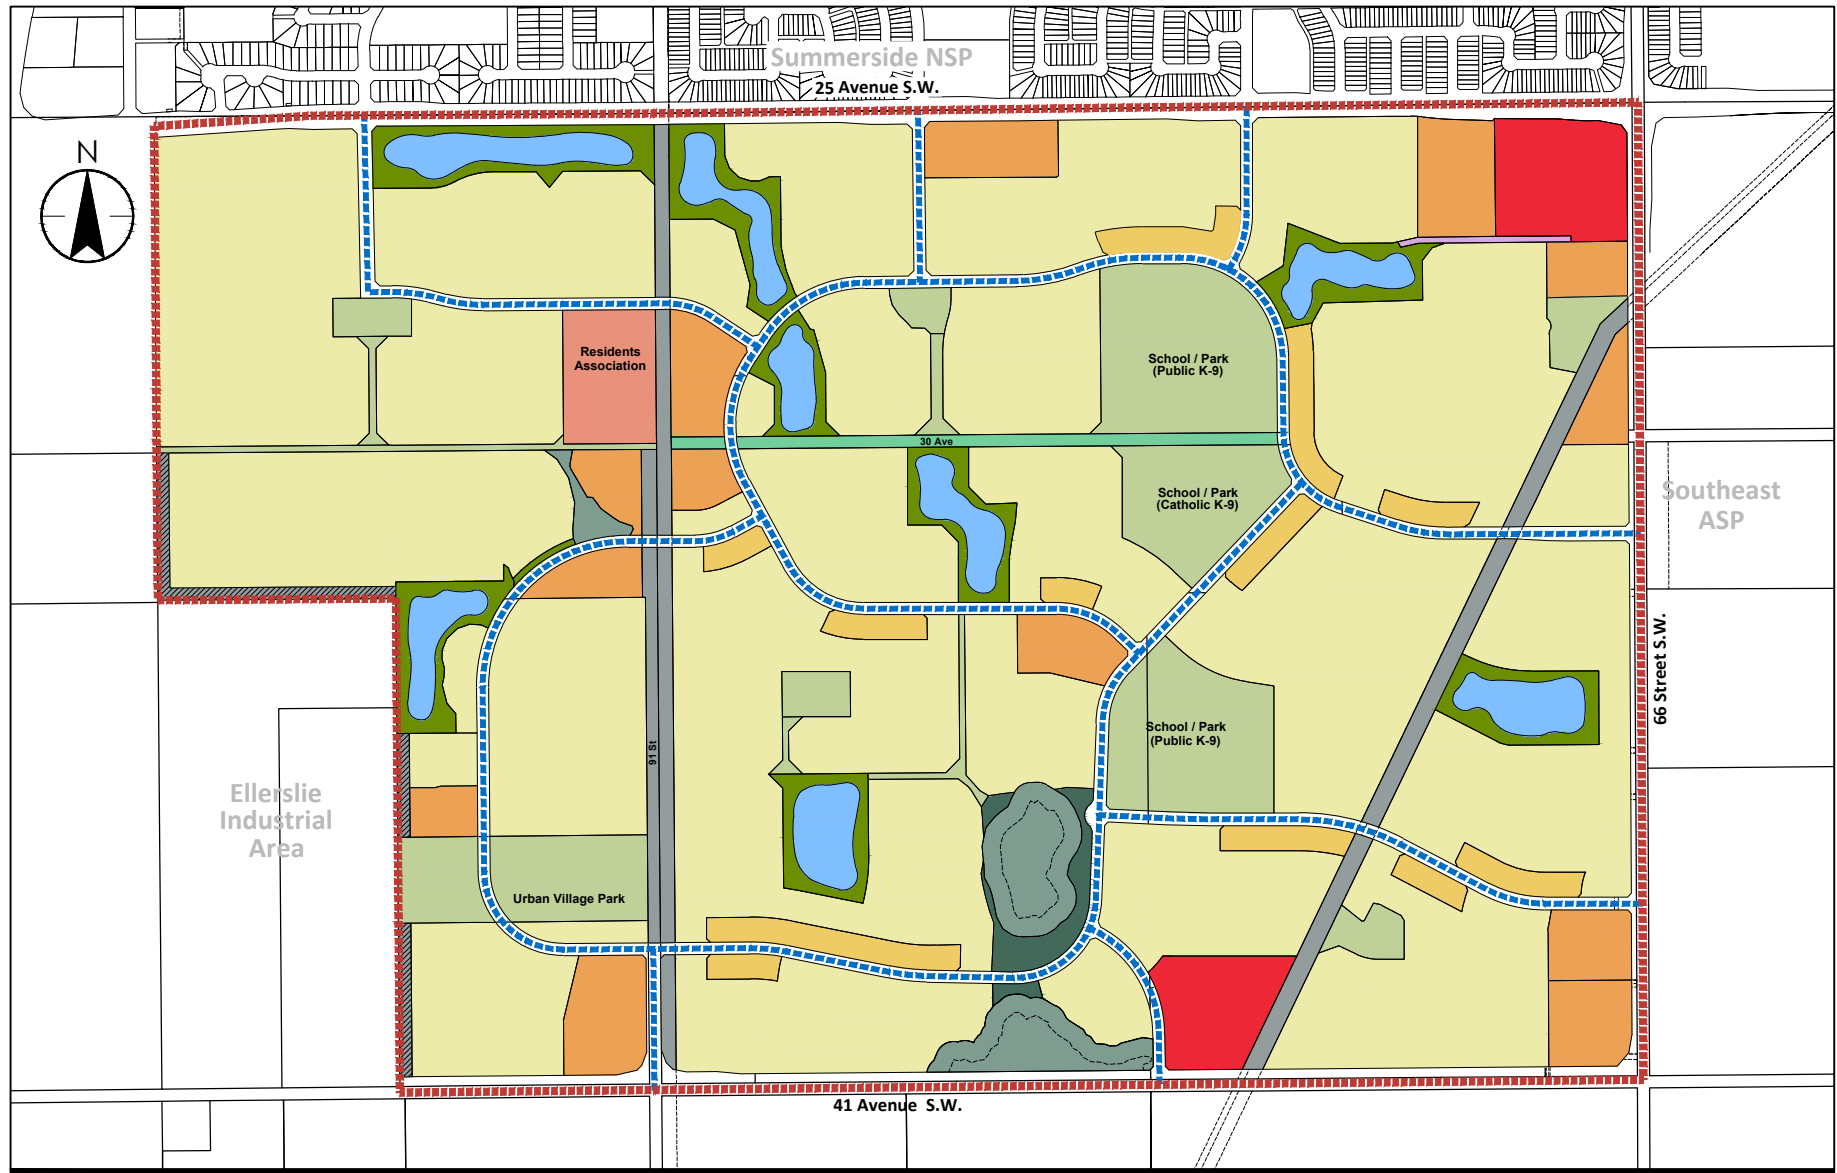 Summerside NSP
25 Avenue S.W.
N
Residents
Association
School / Park
(Public K-9)
30 Ave
School / Park
(Catholic K-9)
Southeast
ASP
66 Street S.W.
School / Park
(Public K-9)
91 St
Ellerslie
Industrial
Area
Urban Village Park
41 Avenue S.W.